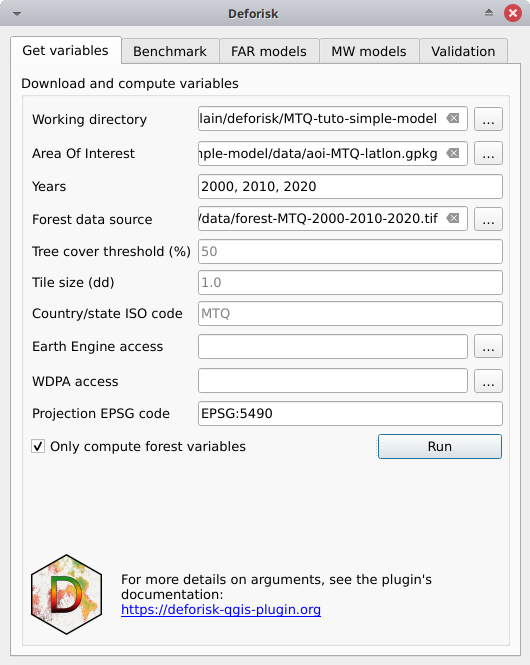 Deforisk
Get variables Benchmark FAR models MW models Validation
Download and compute variables
Working directory lain/deforisk/MTQ-tuto-simple-model ...
Area Of Interest nple-model/data/aoi-MTQ-latlon.gpkg ...
Years 2000, 2010, 2020
Forest data source /data/forest-MTQ-2000-2010-2020.tif ...
Tree cover threshold (%) 50
Tile size (dd) 1.0
Country/state ISO code MTQ
Earth Engine access ...
WDPA access ...
Projection EPSG code EPSG:5490
Only compute forest variables Run
D
For more details on arguments, see the plugin's
documentation:
https://deforisk-qgis-plugin.org